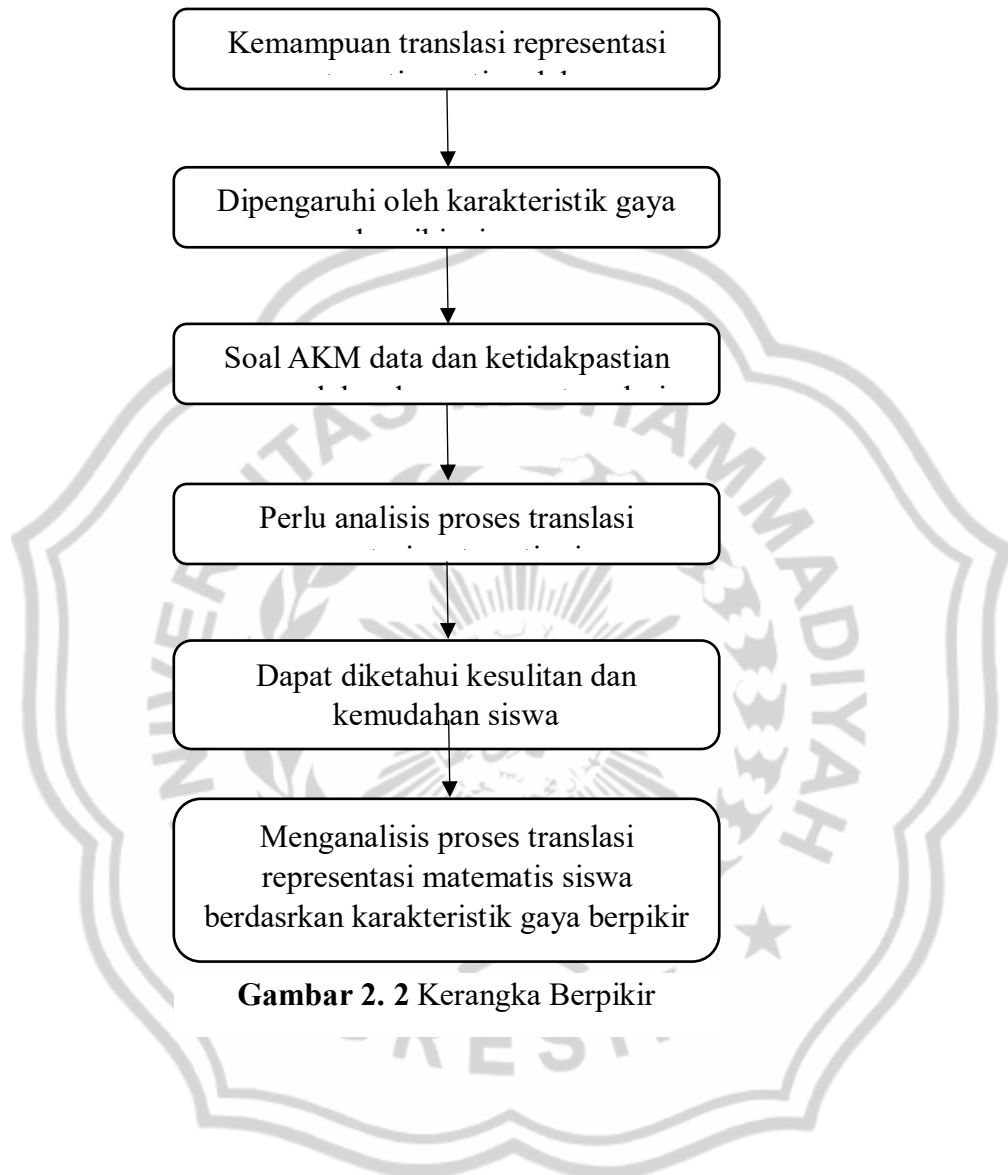 Kemampuan translasi representasi
Dipengaruhi oleh karakteristik gaya
Soal AKM data dan ketidakpastian
Perlu analisis proses translasi
Dapat diketahui kesulitan dan
kemudahan siswa
Menganalisis proses translasi
representasi matematis siswa
berdasrkan karakteristik gaya berpikir
Gambar 2. 2 Kerangka Berpikir